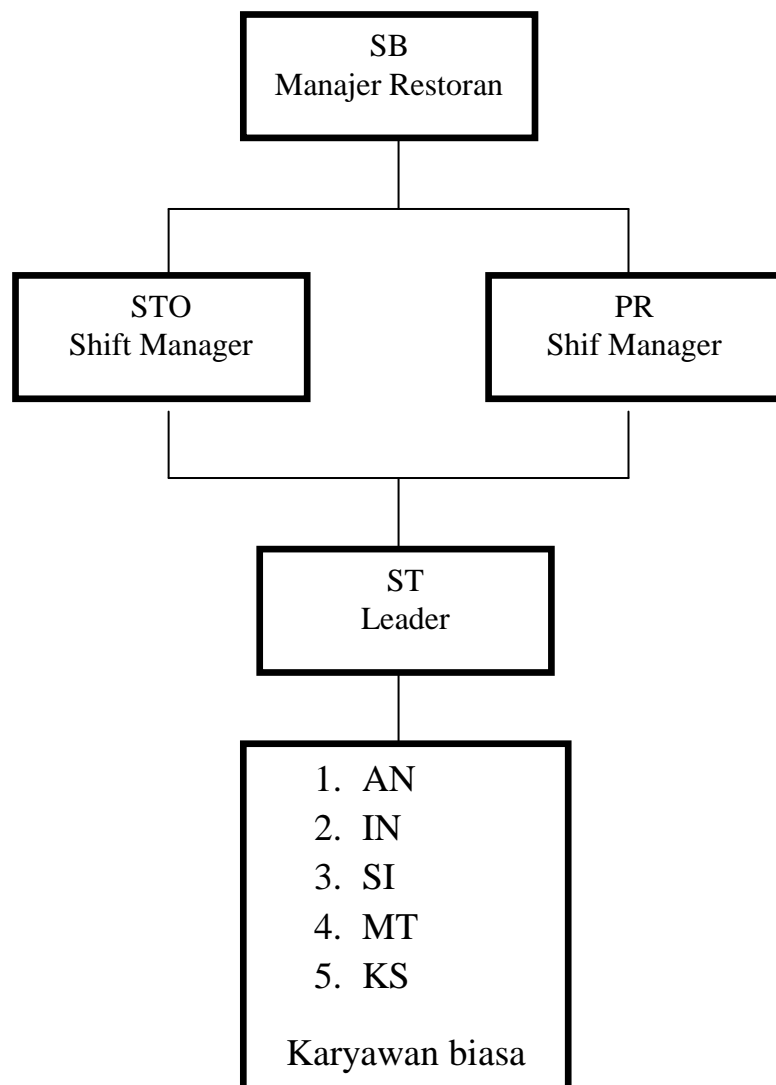 SB
Manajer Restoran
STO
Shift Manager
PR
Shif Manager
ST
Leader
1. AN
2. IN
3. SI
4. MT
5. KS
Karyawan biasa